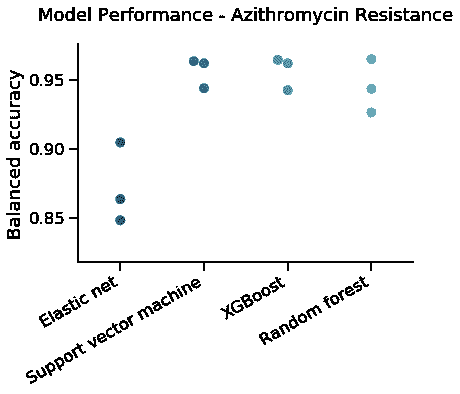 Model Performance - Azithromycin Resistance
Balanced accuracy
0.95
0.90
0.85
Elastic net
Support vector machine
XGBoost
Random forest